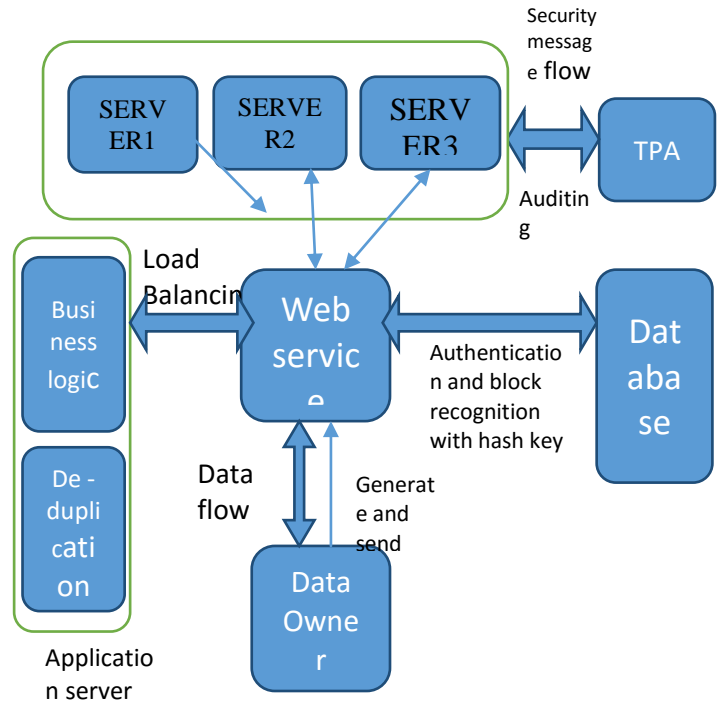 Security
messag
e flow
SERV
ER1
SERVE
R2
SERV
ER3
TPA
Auditin
g
Load
Balancin
Busi
ness
logic
Web
servic
e
Dat
aba
se
Authenticatio
n and block
recognition
with hash key
De -
dupli
cati
on
Data
flow
Generat
e and
send
Data
Owne
r
Applicatio
n server